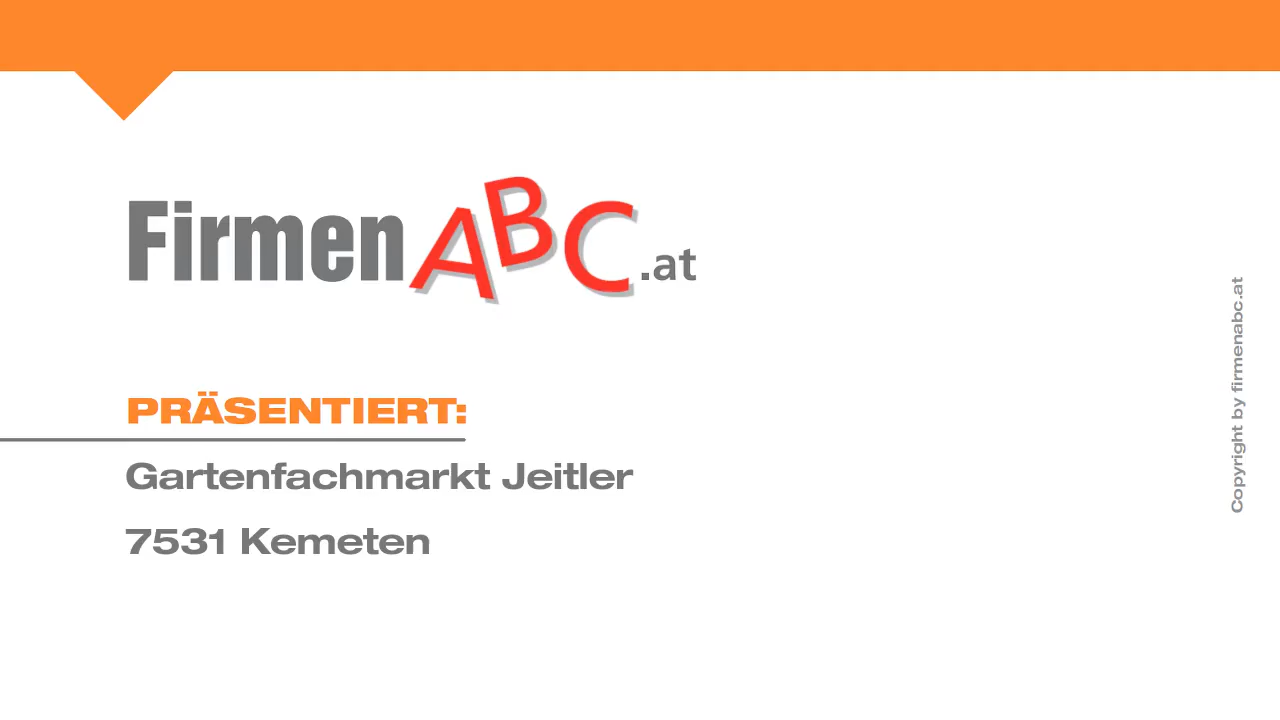 FirmenABC.at
PRÄSENTIERT:
Gartenfachmarkt Jeitler
7531 Kemeten
Copyright by firmenabc.at